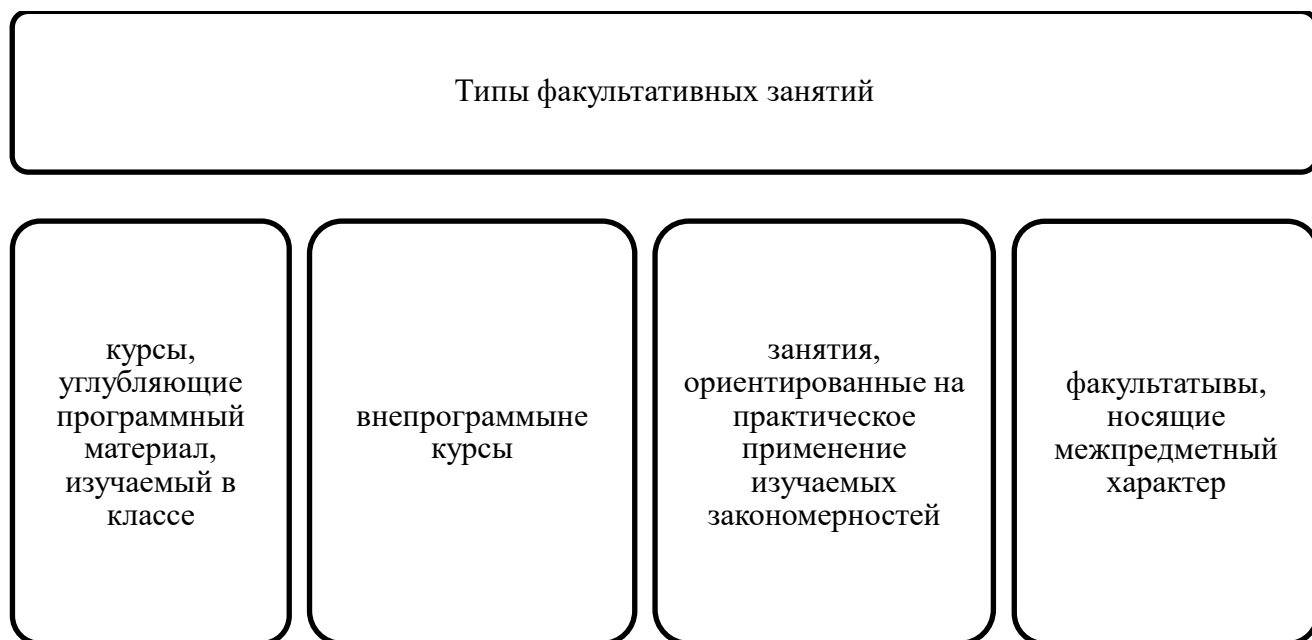 Типы факультативных занятий
курсы,
углубляющие
программный
материал,
изучаемый в
классе
внепрограммыне
курсы
занятия,
ориентированные на
практическое
применение
изучаемых
закономерностей
факультатывы,
носящие
межпредметный
характер